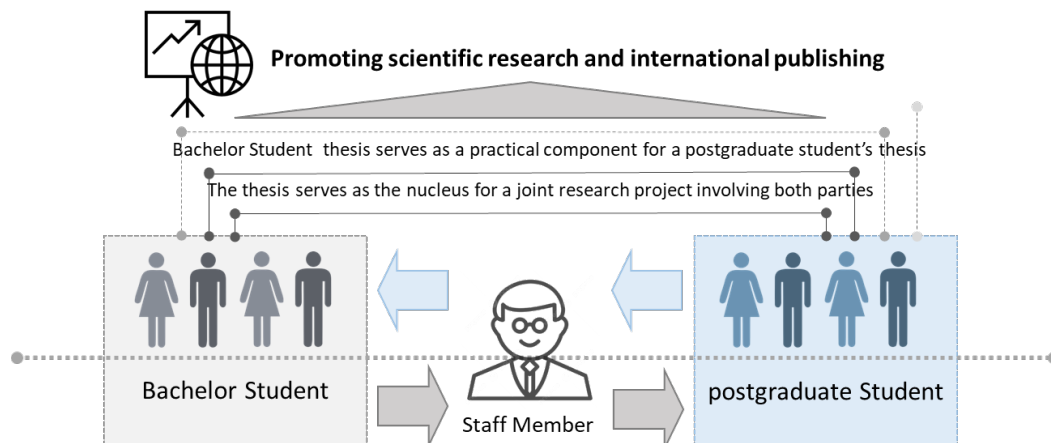 Promoting scientific research and international publishing
Bachelor Student thesis serves as a practical component for a postgraduate student's thesis
The thesis serves as the nucleus for a joint research project involving both parties
Bachelor Student
postgraduate Student
Staff Member